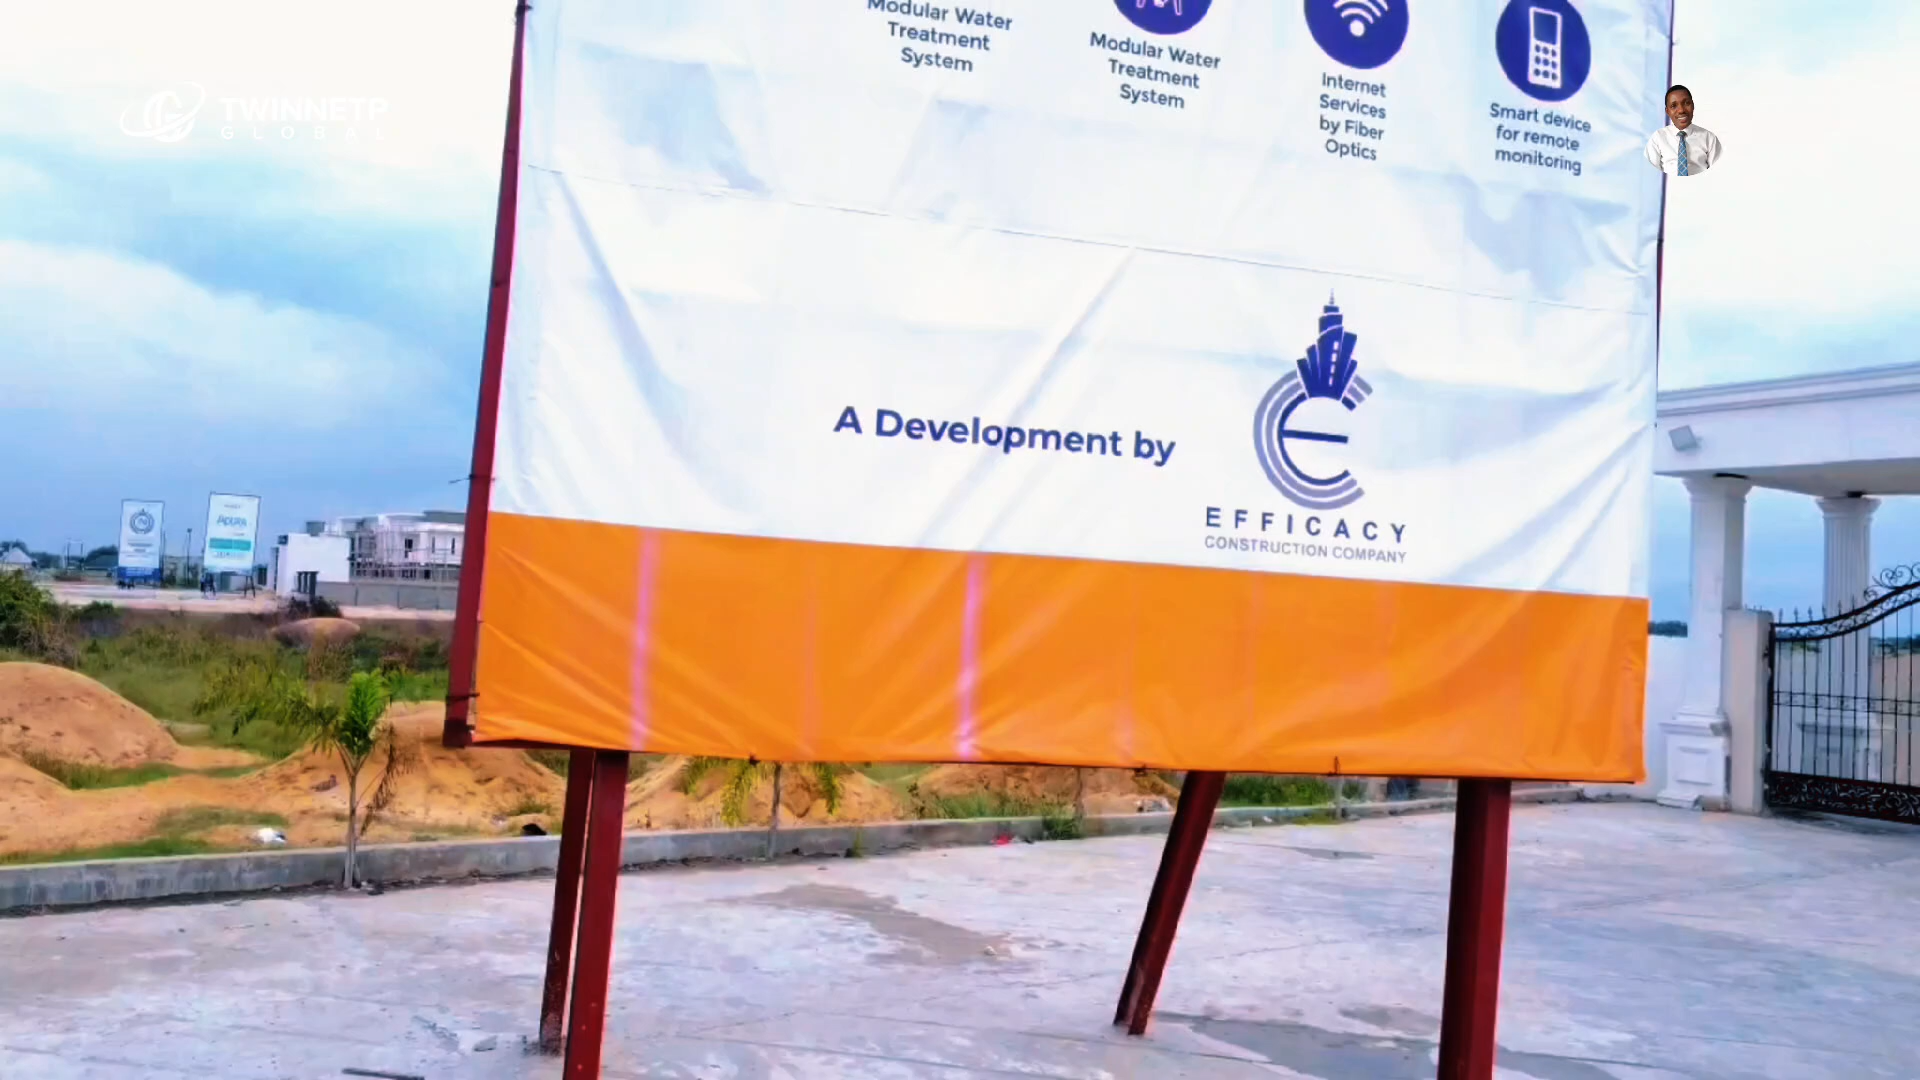 Modular Water
Treatment
System
Modular Water
Treatment
System
Internet
Services
by Fiber
Optics
Smart device
for remote
monitoring
TWINNETP
GLOBAL
A Development by
EFFICACY
CONSTRUCTION COMPANY